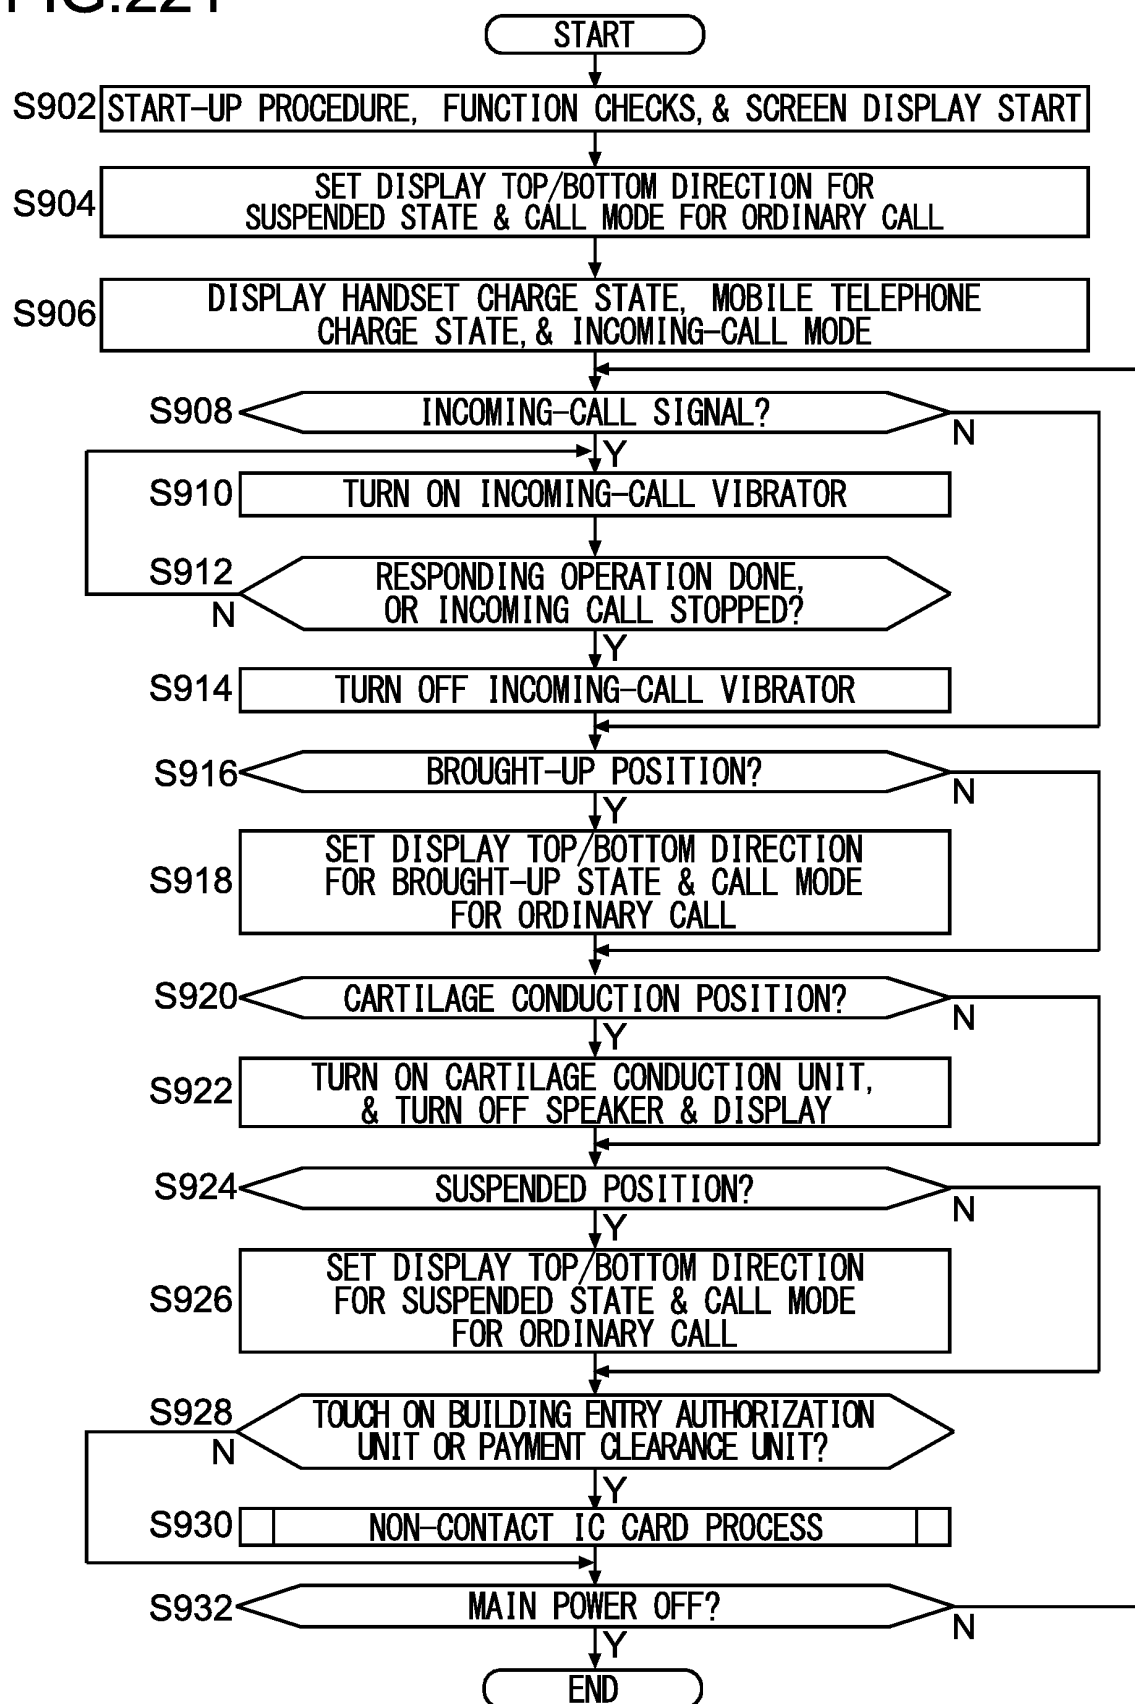 FIG.221
START
S902 START-UP PROCEDURE, FUNCTION CHECKS, & SCREEN DISPLAY START
S904 SET DISPLAY TOP/BOTTOM DIRECTION FOR
SUSPENDED STATE & CALL MODE FOR ORDINARY CALL
S906 DISPLAY HANDSET CHARGE STATE, MOBILE TELEPHONE
CHARGE STATE, & INCOMING-CALL MODE
S908 INCOMING-CALL SIGNAL?
N
Y
S910 TURN ON INCOMING-CALL VIBRATOR
S912 RESPONDING OPERATION DONE,
OR INCOMING CALL STOPPED?
N
Y
S914 TURN OFF INCOMING-CALL VIBRATOR
S916 BROUGHT-UP POSITION?
N
Y
S918 SET DISPLAY TOP/BOTTOM DIRECTION
FOR BROUGHT-UP STATE & CALL MODE
FOR ORDINARY CALL
S920 CARTILAGE CONDUCTION POSITION?
N
Y
S922 TURN ON CARTILAGE CONDUCTION UNIT,
& TURN OFF SPEAKER & DISPLAY
S924 SUSPENDED POSITION?
N
Y
S926 SET DISPLAY TOP/BOTTOM DIRECTION
FOR SUSPENDED STATE & CALL MODE
FOR ORDINARY CALL
S928 TOUCH ON BUILDING ENTRY AUTHORIZATION
UNIT OR PAYMENT CLEARANCE UNIT?
N
Y
S930 NON-CONTACT IC CARD PROCESS
S932 MAIN POWER OFF?
N
Y
END